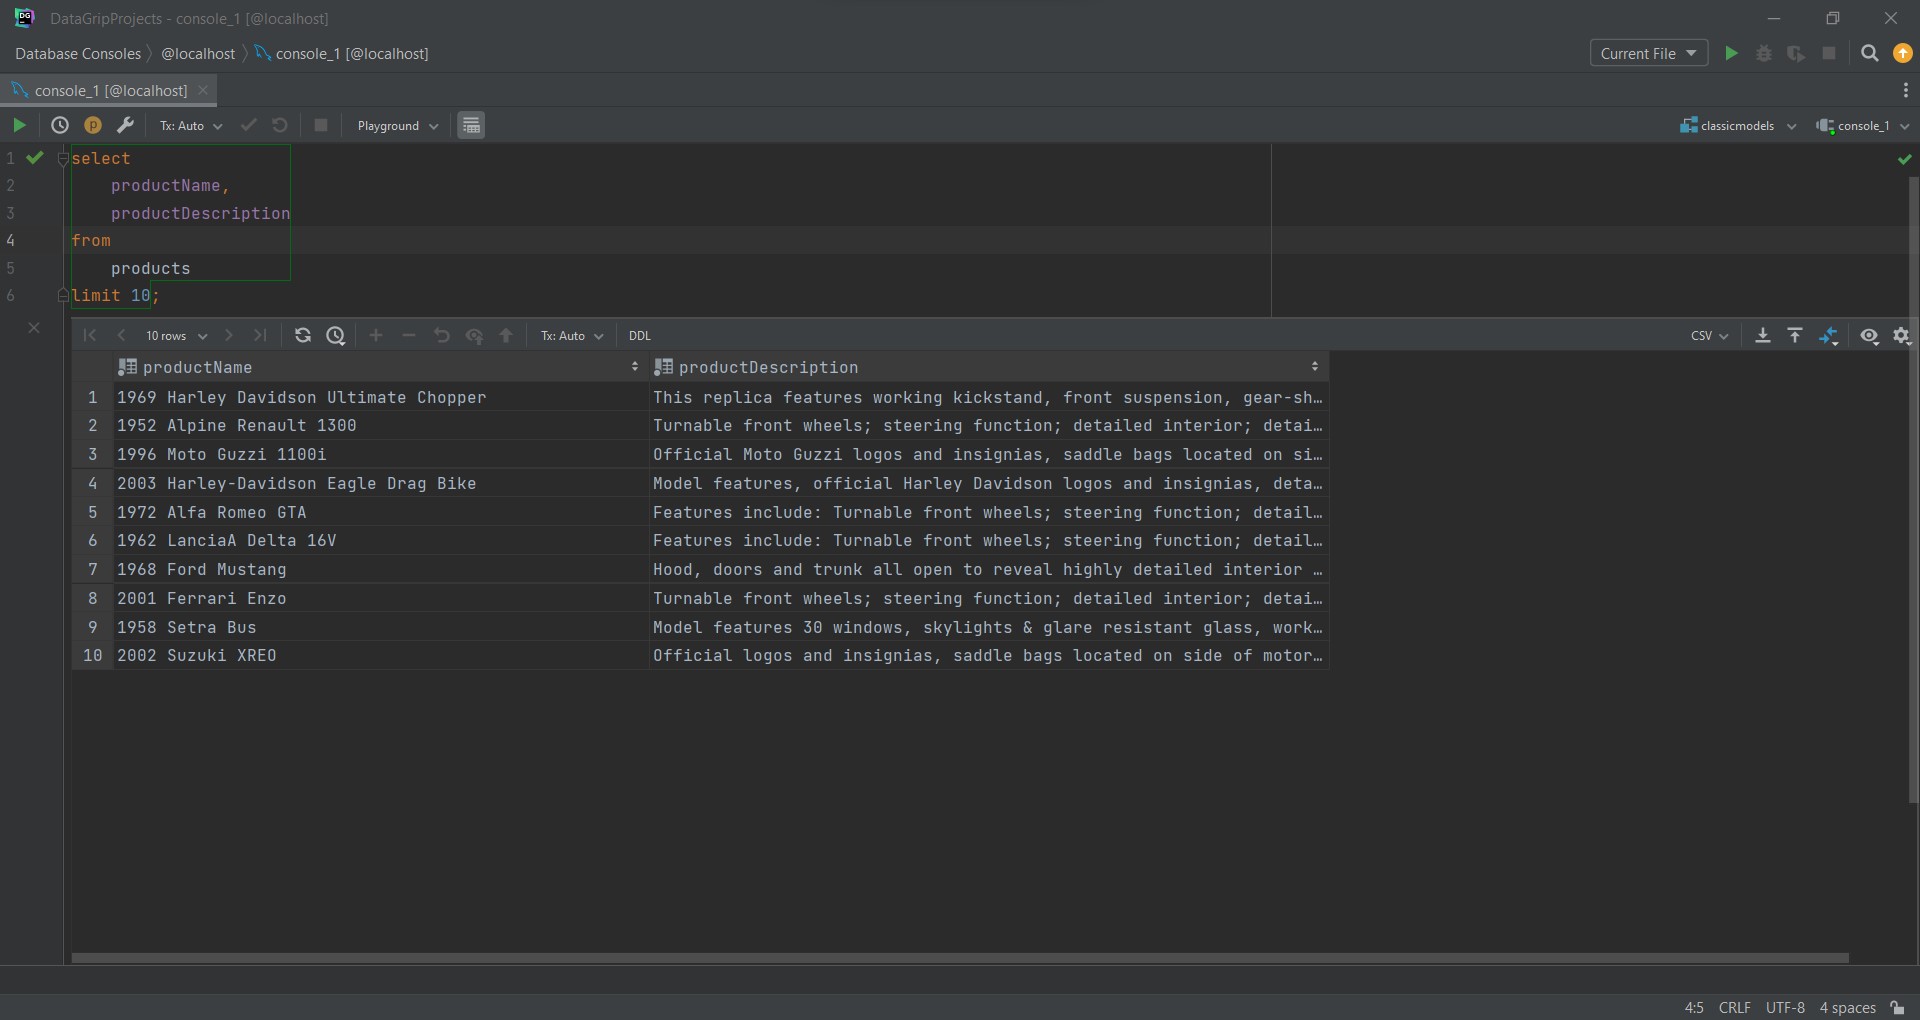 DG DataGripProjects - console_1 [@localhost]
Database Consoles @localhost console_1 [@localhost] Current File
console_1 [@localhost]
p Tx: Auto Playground classicmodels console_1
1 select
2 productName,
3 productDescription
4 from
5 products
6 limit 10;
10 rows Tx: Auto DDL CSV
productName productDescription
1 1969 Harley Davidson Ultimate Chopper This replica features working kickstand, front suspension, gear-sh…
2 1952 Alpine Renault 1300 Turnable front wheels; steering function; detailed interior; detai…
3 1996 Moto Guzzi 1100i Official Moto Guzzi logos and insignias, saddle bags located on si…
4 2003 Harley-Davidson Eagle Drag Bike Model features, official Harley Davidson logos and insignias, deta…
5 1972 Alfa Romeo GTA Features include: Turnable front wheels; steering function; detail…
6 1962 LanciaA Delta 16V Features include: Turnable front wheels; steering function; detail…
7 1968 Ford Mustang Hood, doors and trunk all open to reveal highly detailed interior …
8 2001 Ferrari Enzo Turnable front wheels; steering function; detailed interior; detai…
9 1958 Setra Bus Model features 30 windows, skylights & glare resistant glass, work…
10 2002 Suzuki XREO Official logos and insignias, saddle bags located on side of motor…
4:5 CRLF UTF-8 4 spaces